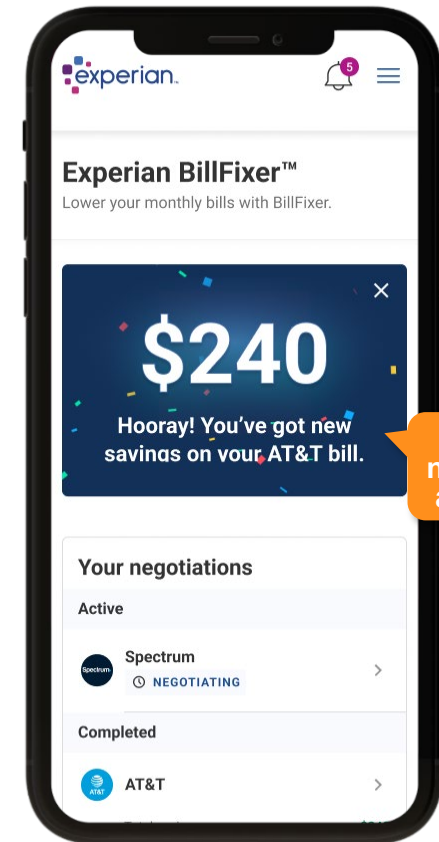 experian.
5
Experian BillFixer™
Lower your monthly bills with BillFixer.
$240
Hooray! You’ve got new
savings on your AT&T bill.
Your negotiations
Active
Spectrum
Spectrum
NEGOTIATING
Completed
AT&T
AT&T